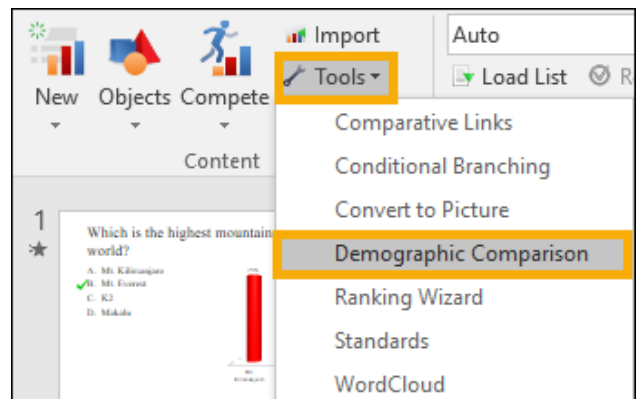 Import
Auto
New Objects Compete
Tools
Load List
R
Content
Comparative Links
Conditional Branching
Convert to Picture
Demographic Comparison
Ranking Wizard
Standards
WordCloud
1
Which is the highest mountain
world?
A. Mt. Kilimanjaro
B. Mt. Everest
C. K2
D. Makalu